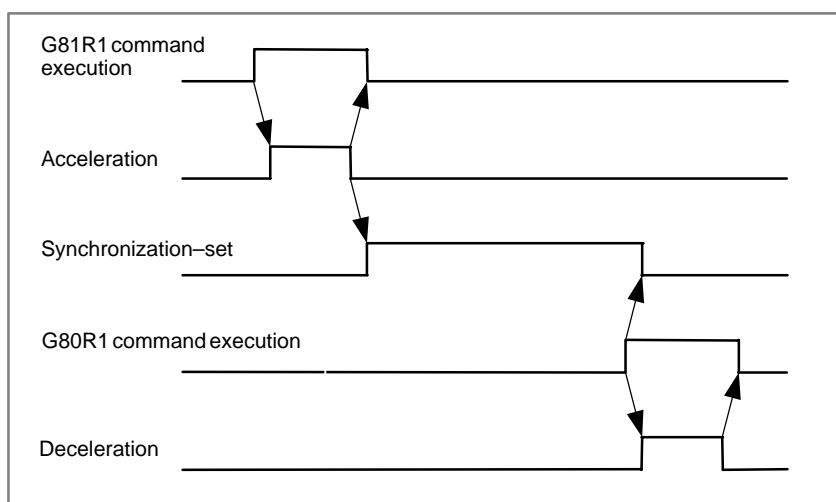 G81R1 command
execution
Acceleration
Synchronization–set
G80R1 command execution
Deceleration